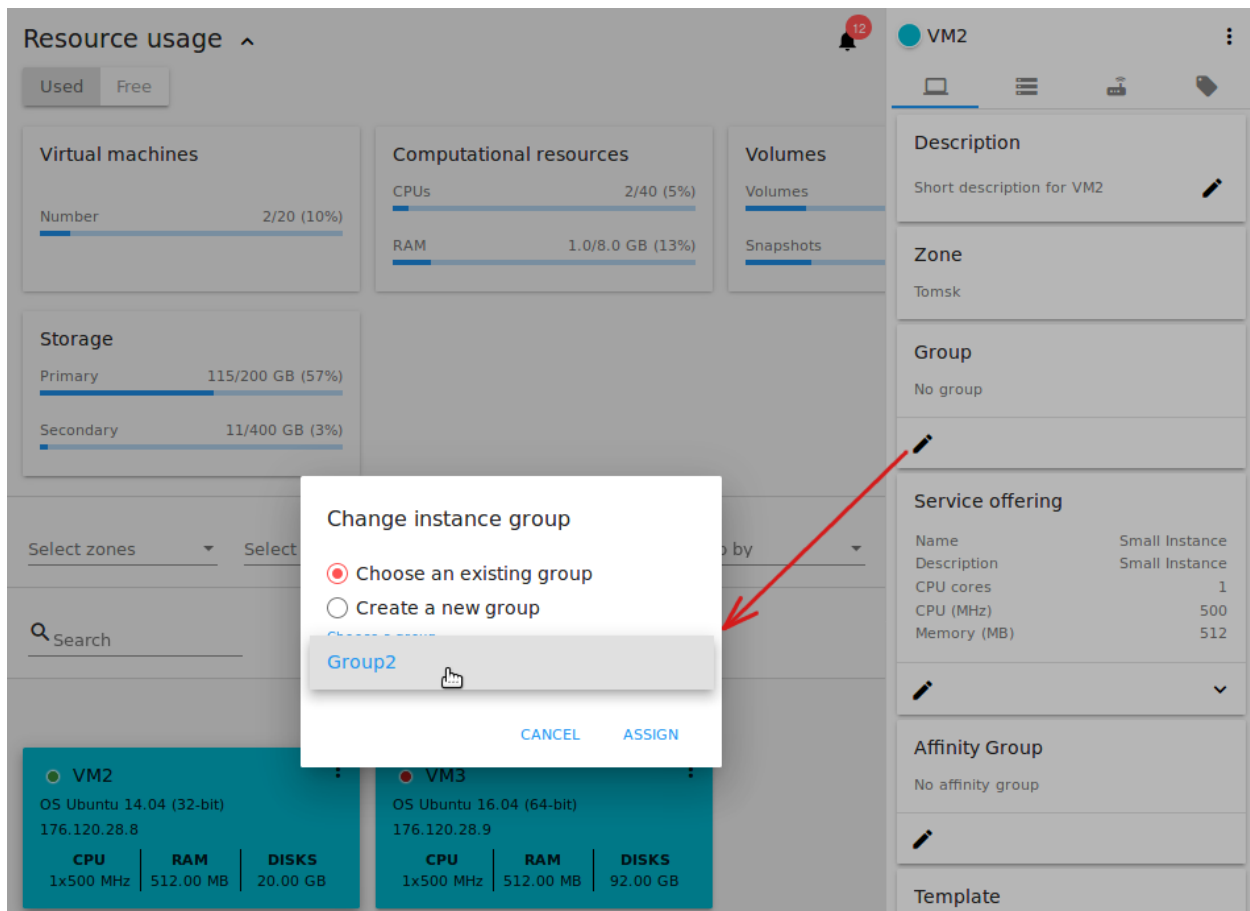 Resource usage
12
Used
Free
Virtual machines
Number 2/20 (10%)
Computational resources
CPUs 2/40 (5%)
RAM 1.0/8.0 GB (13%)
Volumes
Volumes
Snapshots
Storage
Primary 115/200 GB (57%)
Secondary 11/400 GB (3%)
Select zones
Select
by
Search
Change instance group
Choose an existing group
Create a new group
Choose a group
Group2
CANCEL ASSIGN
VM2
OS Ubuntu 14.04 (32-bit)
176.120.28.8
CPU RAM DISKS
1x500 MHz 512.00 MB 20.00 GB
VM3
OS Ubuntu 16.04 (64-bit)
176.120.28.9
CPU RAM DISKS
1x500 MHz 512.00 MB 92.00 GB
VM2
Description
Short description for VM2
Zone
Tomsk
Group
No group
Service offering
Name Small Instance
Description Small Instance
CPU cores 1
CPU (MHz) 500
Memory (MB) 512
Affinity Group
No affinity group
Template